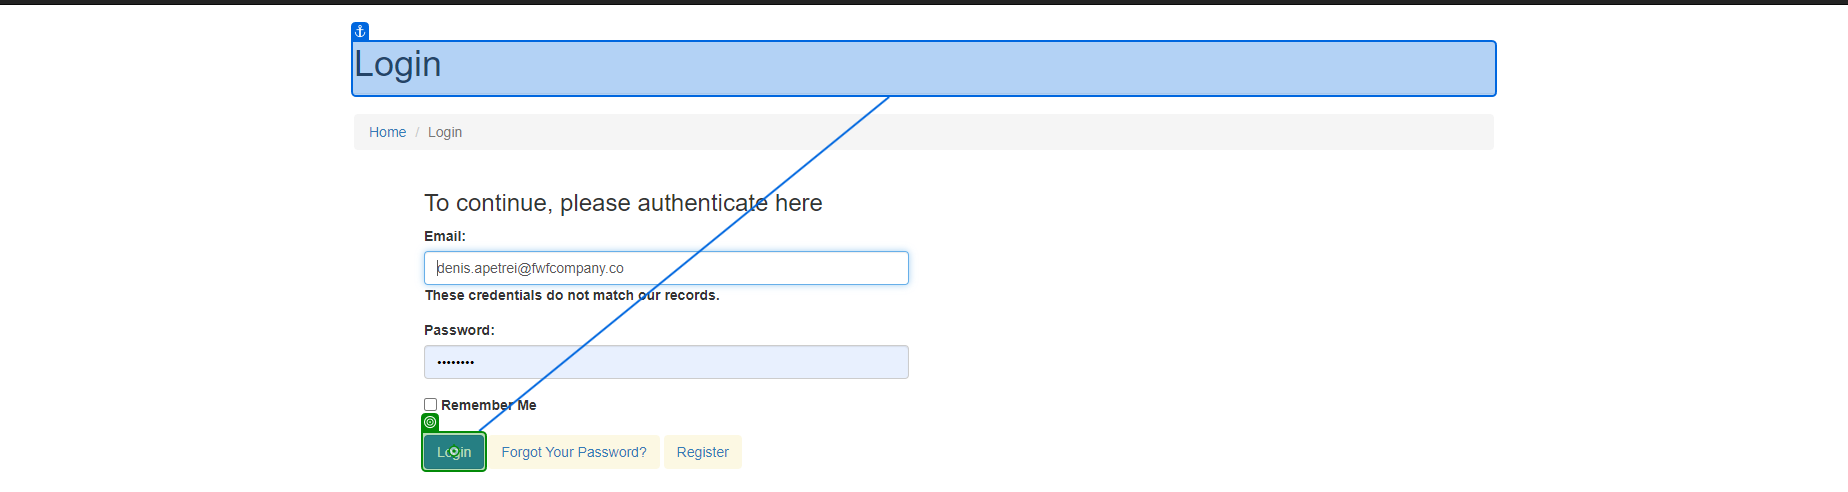 Login
Home / Login
To continue, please authenticate here
Email:
denis.apetrei@fwfcompany.co
These credentials do not match our records.
Password:
••••••••
Remember Me
Login Forgot Your Password? Register